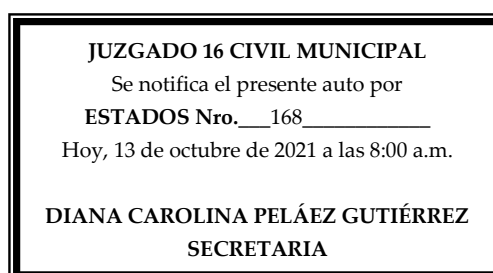 JUZGADO 16 CIVIL MUNICIPAL
Se notifica el presente auto por
ESTADOS Nro.___168____________
Hoy, 13 de octubre de 2021 a las 8:00 a.m.
DIANA CAROLINA PELÁEZ GUTIÉRREZ
SECRETARIA